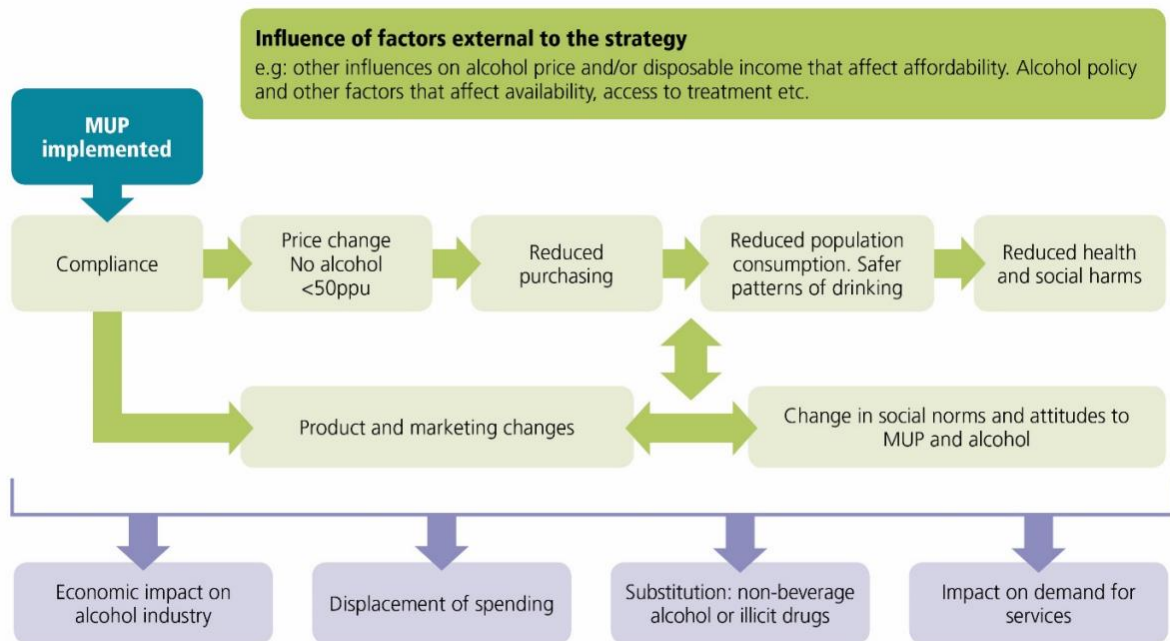 Influence of factors external to the strategy
e.g: other influences on alcohol price and/or disposable income that affect affordability. Alcohol policy
and other factors that affect availability, access to treatment etc.
MUP
implemented
Compliance
Price change
No alcohol
<50ppu
Reduced
purchasing
Reduced population
consumption. Safer
patterns of drinking
Reduced health
and social harms
Product and marketing changes
Change in social norms and attitudes to
MUP and alcohol
Economic impact on
alcohol industry
Displacement of spending
Substitution: non-beverage
alcohol or illicit drugs
Impact on demand for
services